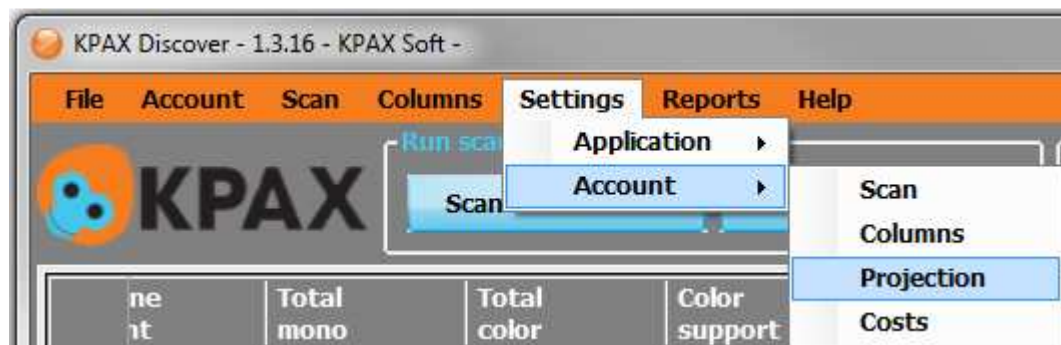 KPAX Discover - 1.3.16 - KPAX Soft -
File Account Scan Columns Settings Reports Help
Application
Account
Scan
Columns
Projection
Costs
KPAX
Scan
Total mono
Total color
Color support